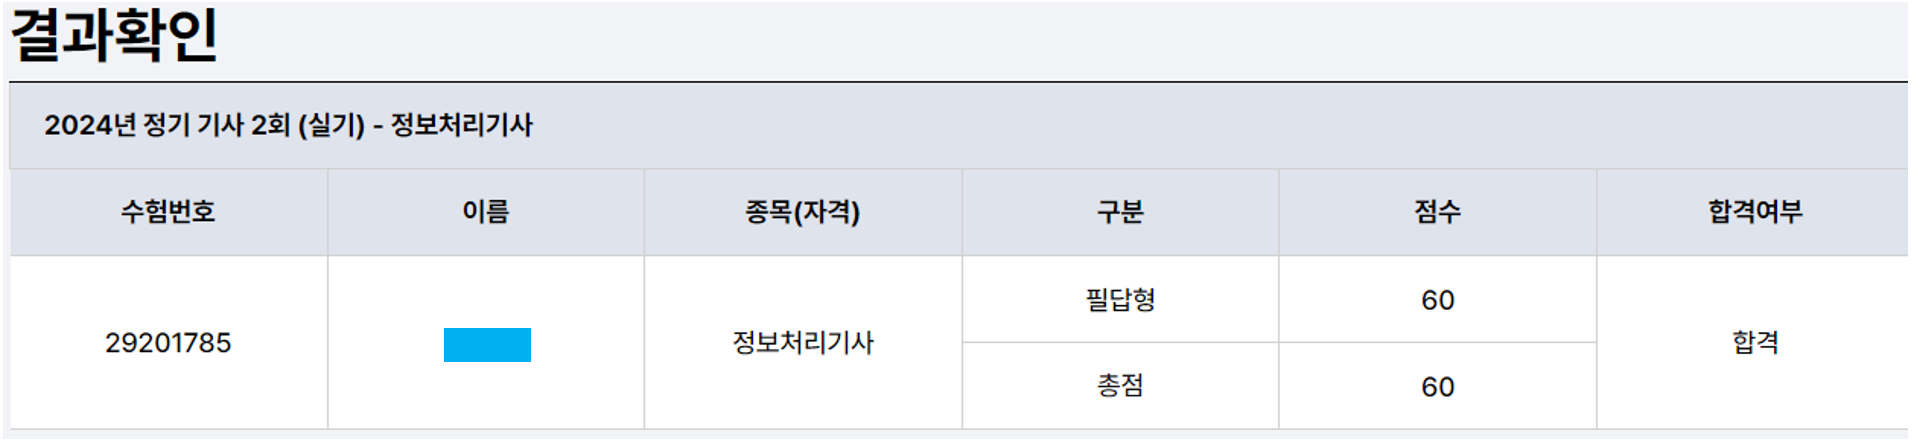 결과확인
2024년 정기 기사 2회 (실기) - 정보처리기사
수험번호 이름 종목(자격) 구분 점수 합격여부
29201785 정보처리기사 필답형 60 합격
총점 60